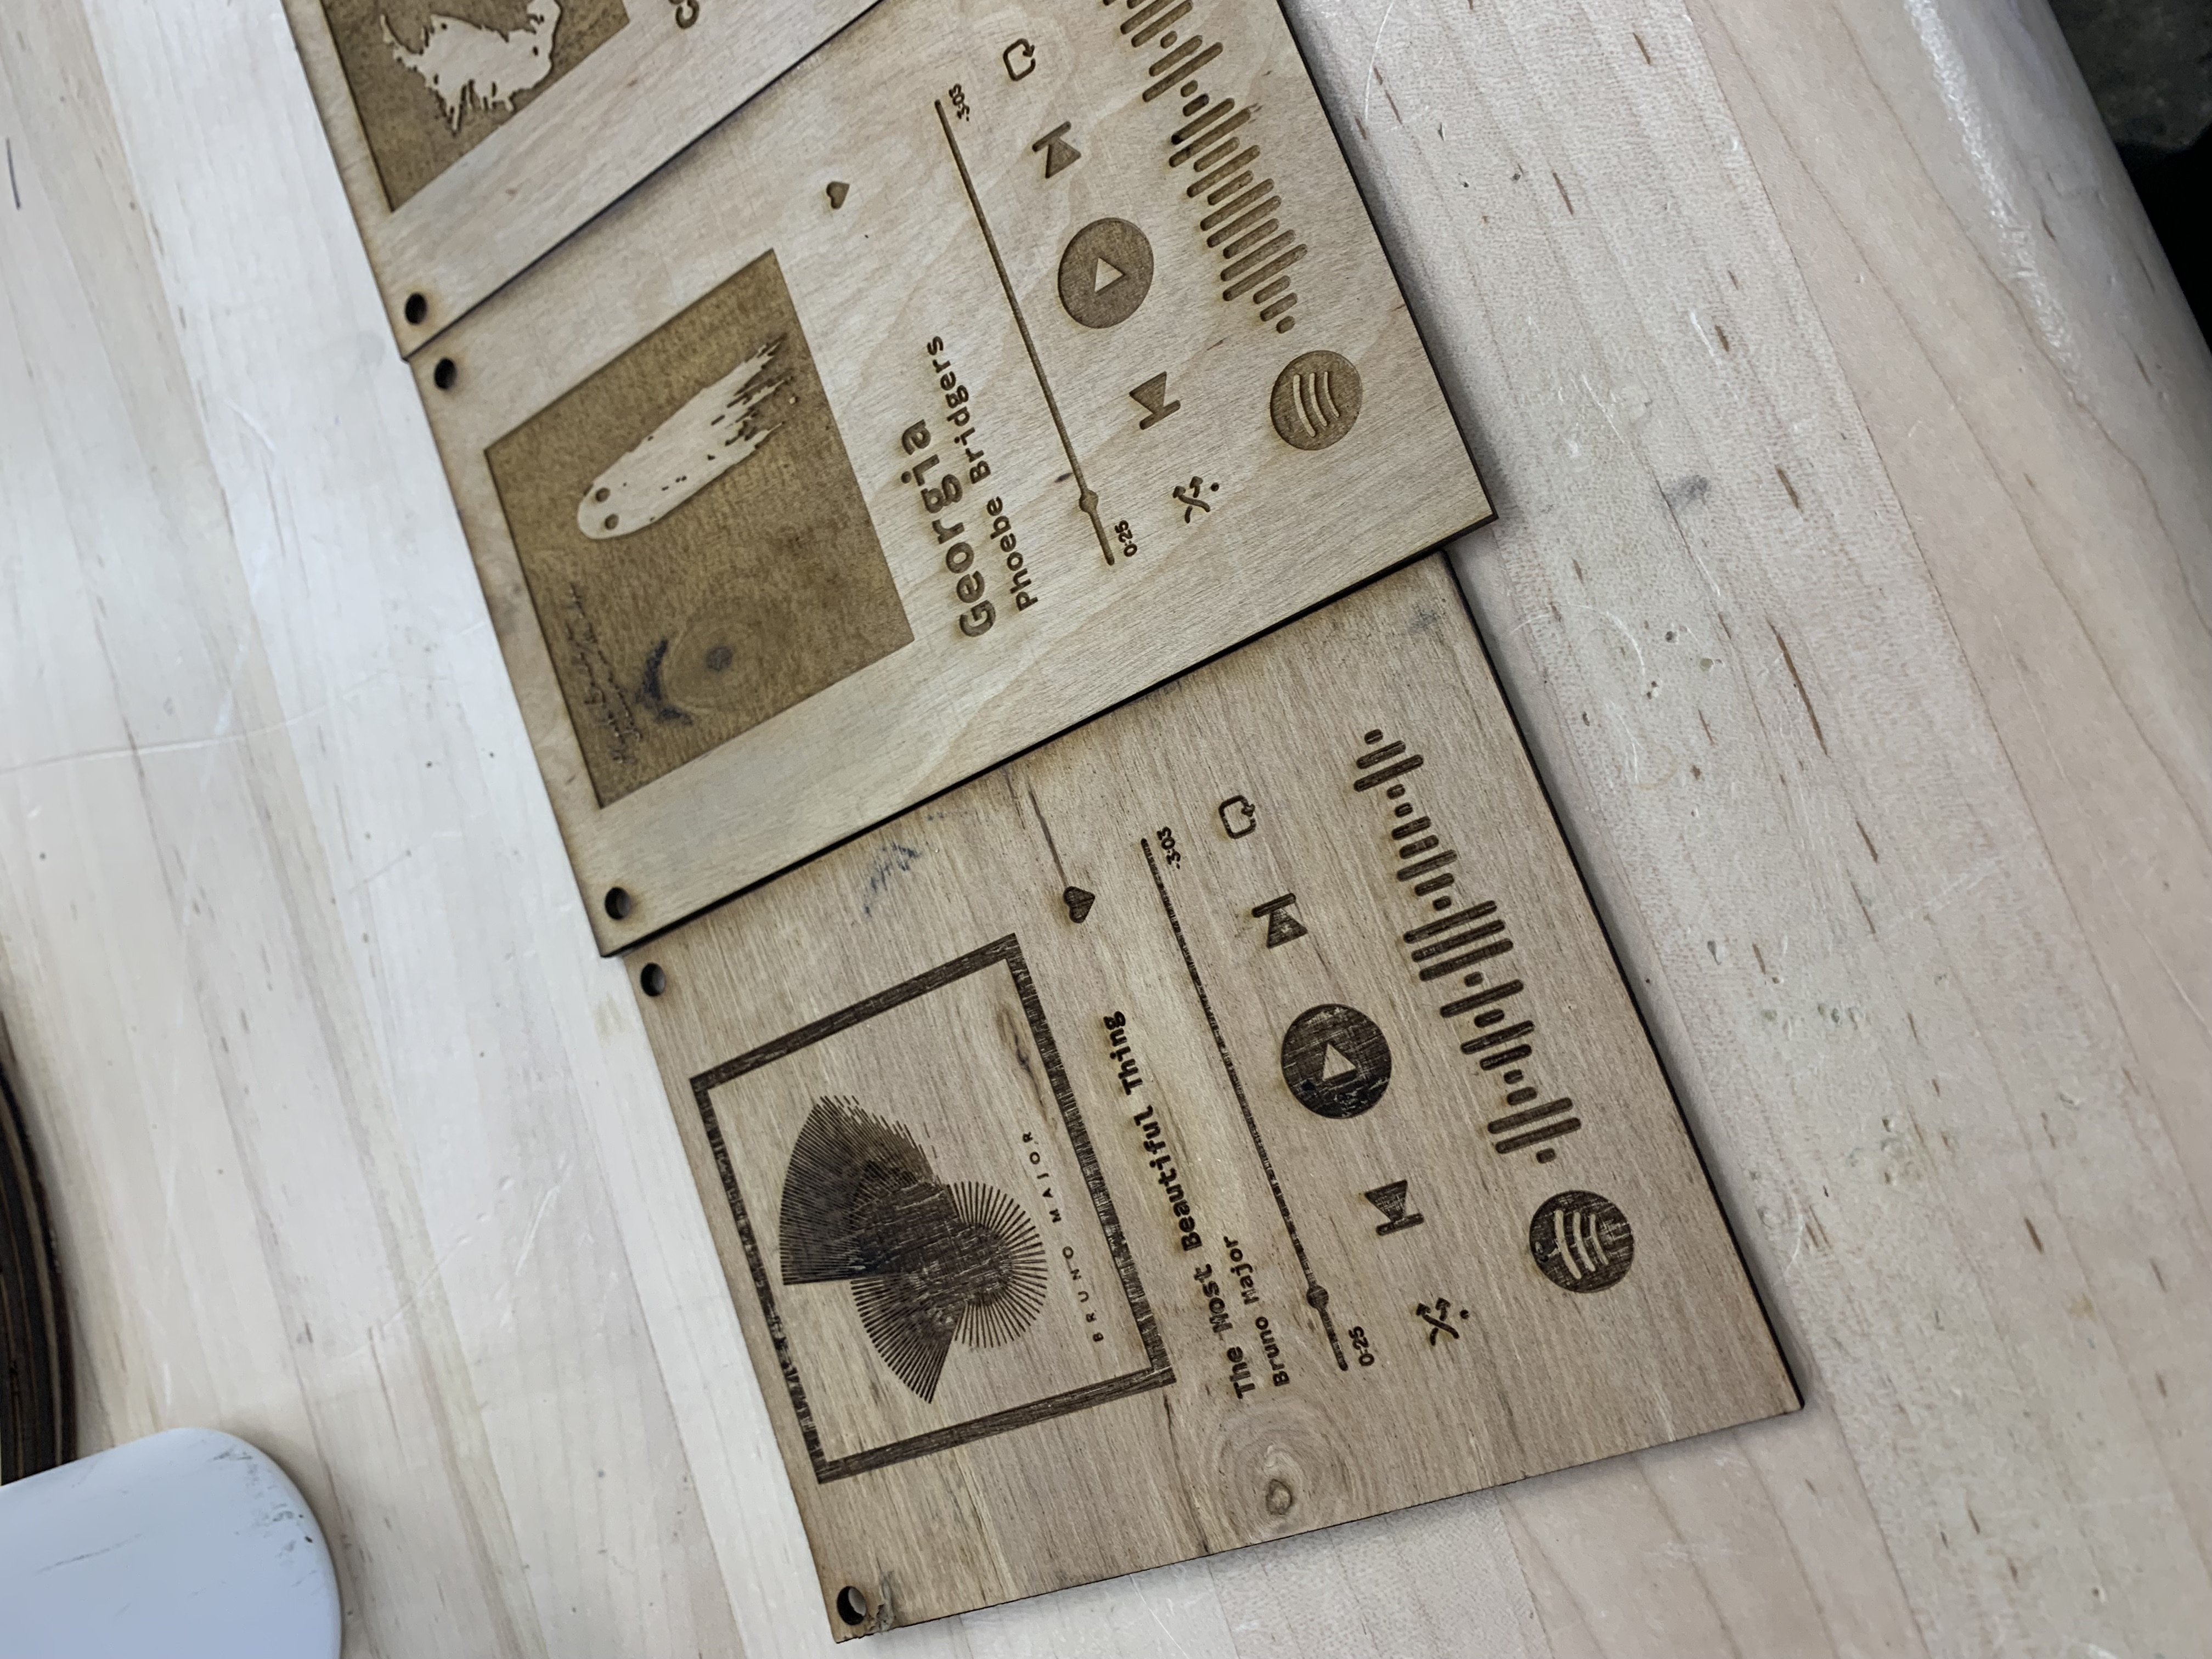 BRUNO MAJOR
The Most Beautiful Thing
Bruno Major
0:25
-3:03
Georgia
Phoebe Bridgers
0:25
-3:03